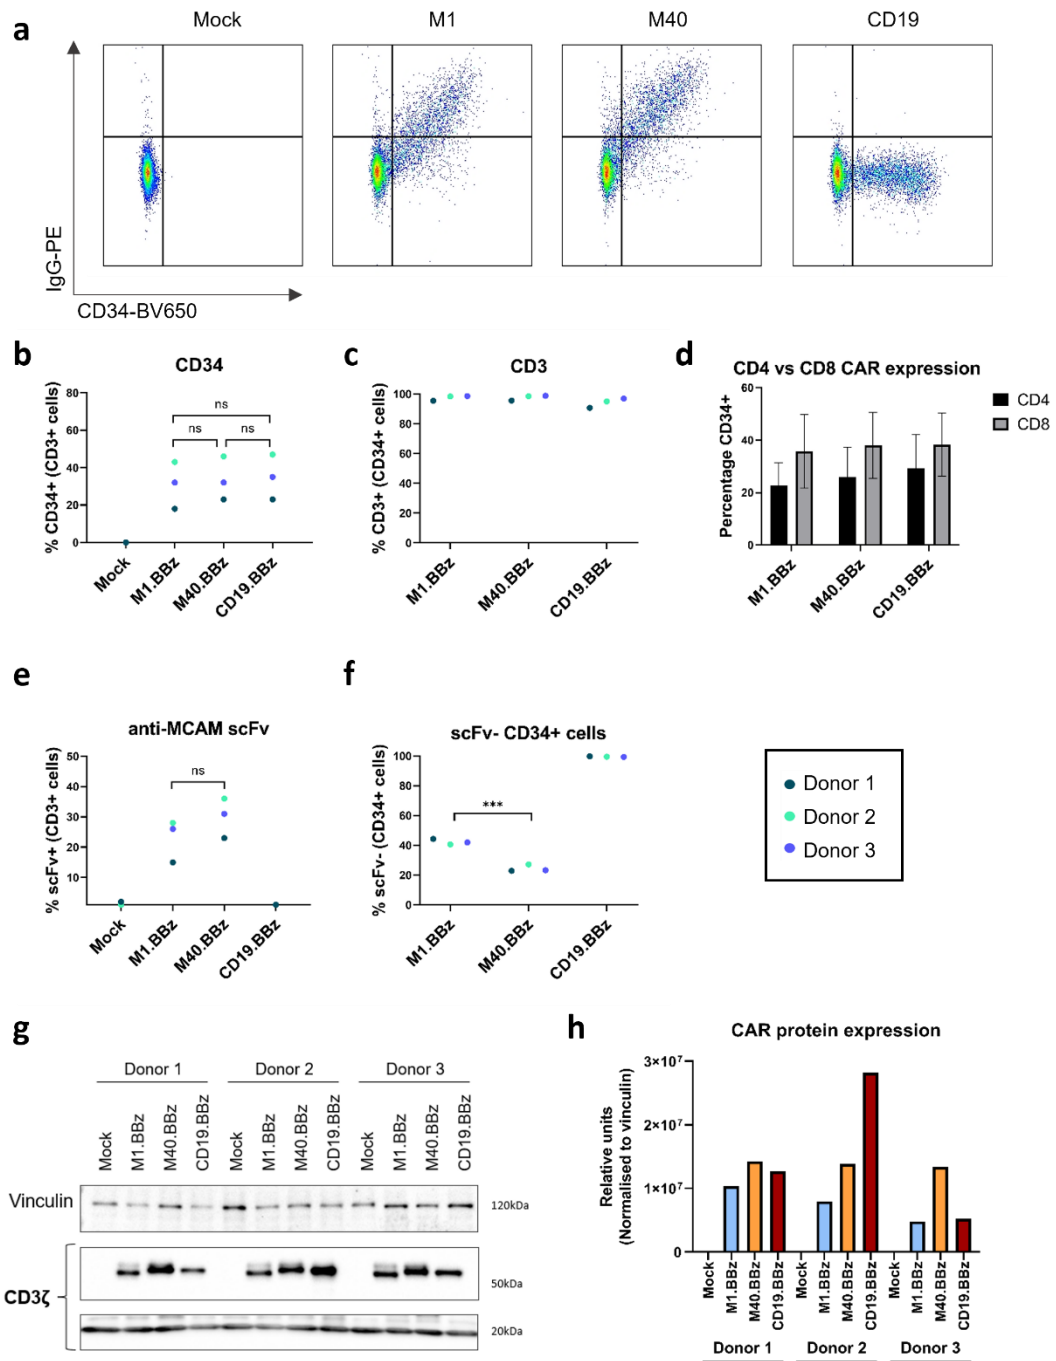 a
Mock
M1
M40
CD19
IgG-PE
CD34-BV650
b
CD34
% CD34+ (CD3+ cells)
80
60
40
20
0
ns
ns
ns
Mock
M1.BBz
M40.BBz
CD19.BBz
c
CD3
% CD3+ (CD34+ cells)
100
80
60
40
20
0
M1.BBz
M40.BBz
CD19.BBz
d
CD4 vs CD8 CAR expression
Percentage CD34+
60
40
20
0
M1.BBz
M40.BBz
CD19.BBz
CD4
CD8
e
anti-MCAM scFv
% scFv+ (CD3+ cells)
50
40
30
20
10
ns
Mock
M1.BBz
M40.BBz
CD19.BBz
f
scFv- CD34+ cells
% scFv- (CD34+ cells)
100
80
60
40
20
0
***
M1.BBz
M40.BBz
CD19.BBz
Donor 1
Donor 2
Donor 3
g
Donor 1
Donor 2
Donor 3
Mock
M1.BBz
M40.BBz
CD19.BBz
Mock
M1.BBz
M40.BBz
CD19.BBz
Mock
M1.BBz
M40.BBz
CD19.BBz
Vinculin
120kDa
CD3ζ
50kDa
20kDa
h
CAR protein expression
Relative units
(Normalised to vinculin)
3×10⁷
2×10⁷
1×10⁷
0
Mock
M1.BBz
M40.BBz
CD19.BBz
Mock
M1.BBz
M40.BBz
CD19.BBz
Mock
M1.BBz
M40.BBz
CD19.BBz
Donor 1
Donor 2
Donor 3